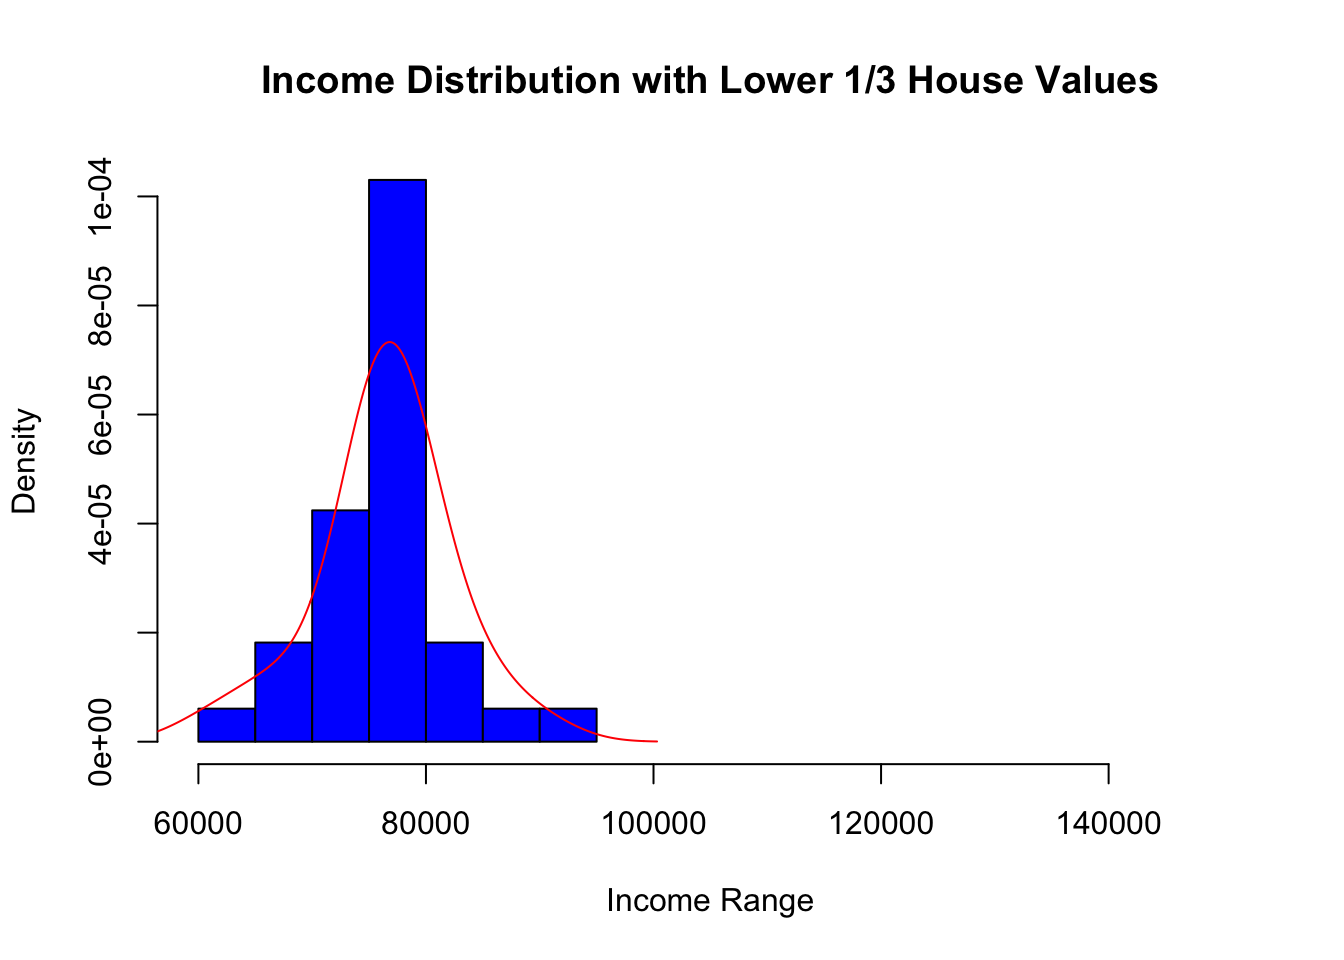 Income Distribution with Lower 1/3 House Values
Density
1e-04
8e-05
6e-05
4e-05
0e+00
60000 80000 100000 120000 140000
Income Range